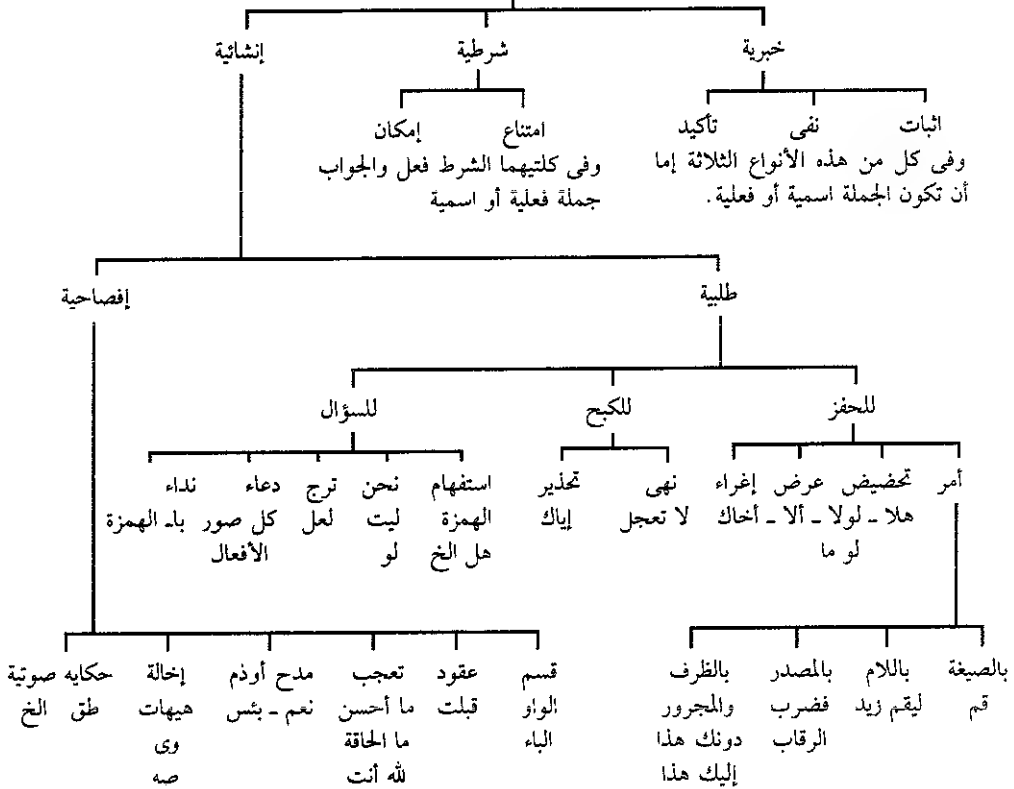 خبرية
شرطية
إنشائية
اثبات
نفى
تأكيد
وفى كل من هذه الأنواع الثلاثة إما
أن تكون الجملة اسمية أو فعلية.
امتناع
إمكان
وفى كلتيهما الشرط فعل والجواب
جملة فعلية أو اسمية
طلبية
إفصاحية
للحفز
للكبح
للسؤال
أمر تحضيض عرض إغراء
هلا ـ لولا ـ ألا ـ أخاك
لو ما
نهى تحذير
لا تعجل إياك
استفهام نحن ترج دعاء نداء
الهمزة ليت لعل كل صور باـ الهمزة
هل الخ لو الأفعال
بالصيغة باللام بالمصدر بالظرف
قم ليقم زيد فضرب والمجرور
الرقاب دونك هذا
إليك هذا
قسم عقود تعجب مدح أوذم إخالة حكايه صوتية
الواو قبلت ما أحسن نعم ـ بئس هيهات طق الخ
الباء ما الحاقة وى
لله أنت صه